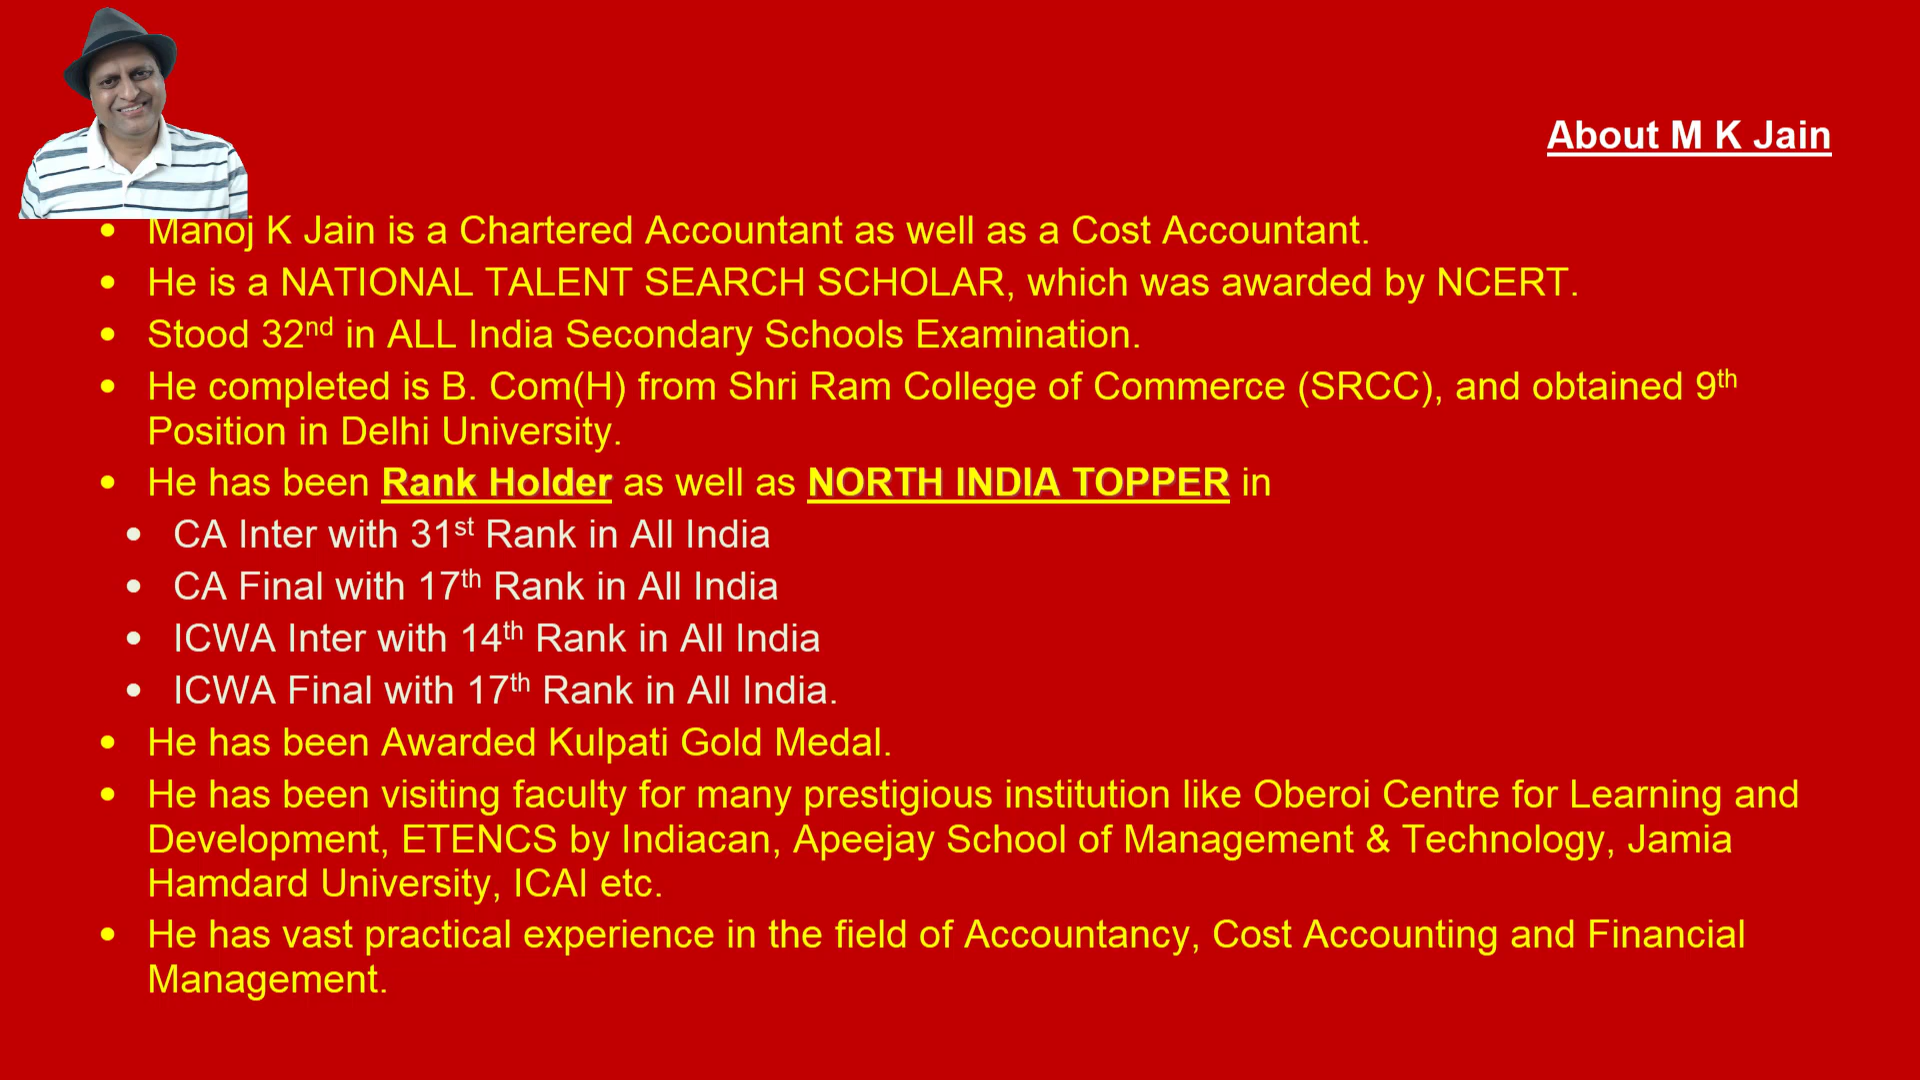 About M K Jain
• Manoj K Jain is a Chartered Accountant as well as a Cost Accountant.
• He is a NATIONAL TALENT SEARCH SCHOLAR, which was awarded by NCERT.
• Stood 32nd in ALL India Secondary Schools Examination.
• He completed is B. Com(H) from Shri Ram College of Commerce (SRCC), and obtained 9th
Position in Delhi University.
• He has been Rank Holder as well as NORTH INDIA TOPPER in
• CA Inter with 31st Rank in All India
• CA Final with 17th Rank in All India
• ICWA Inter with 14th Rank in All India
• ICWA Final with 17th Rank in All India.
• He has been Awarded Kulpati Gold Medal.
• He has been visiting faculty for many prestigious institution like Oberoi Centre for Learning and
Development, ETENCS by Indiacan, Apeejay School of Management & Technology, Jamia
Hamdard University, ICAI etc.
• He has vast practical experience in the field of Accountancy, Cost Accounting and Financial
Management.